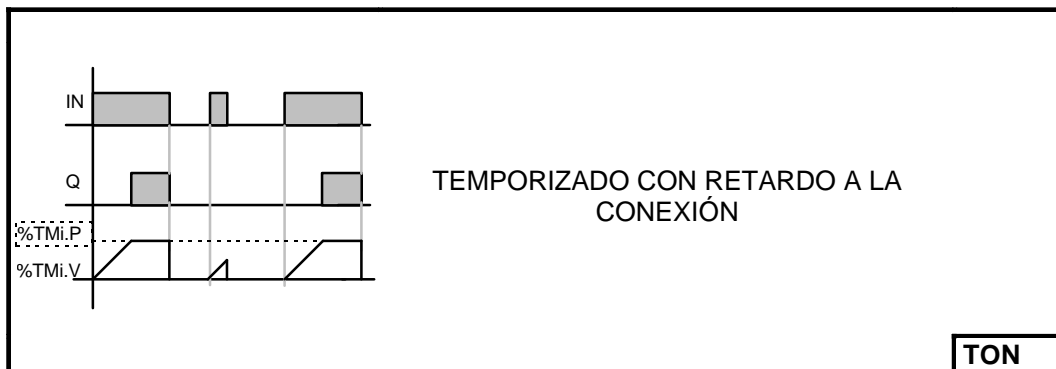 IN
Q
%TMi.P
%TMi.V
TEMPORIZADO CON RETARDO A LA
CONEXIÓN
TON